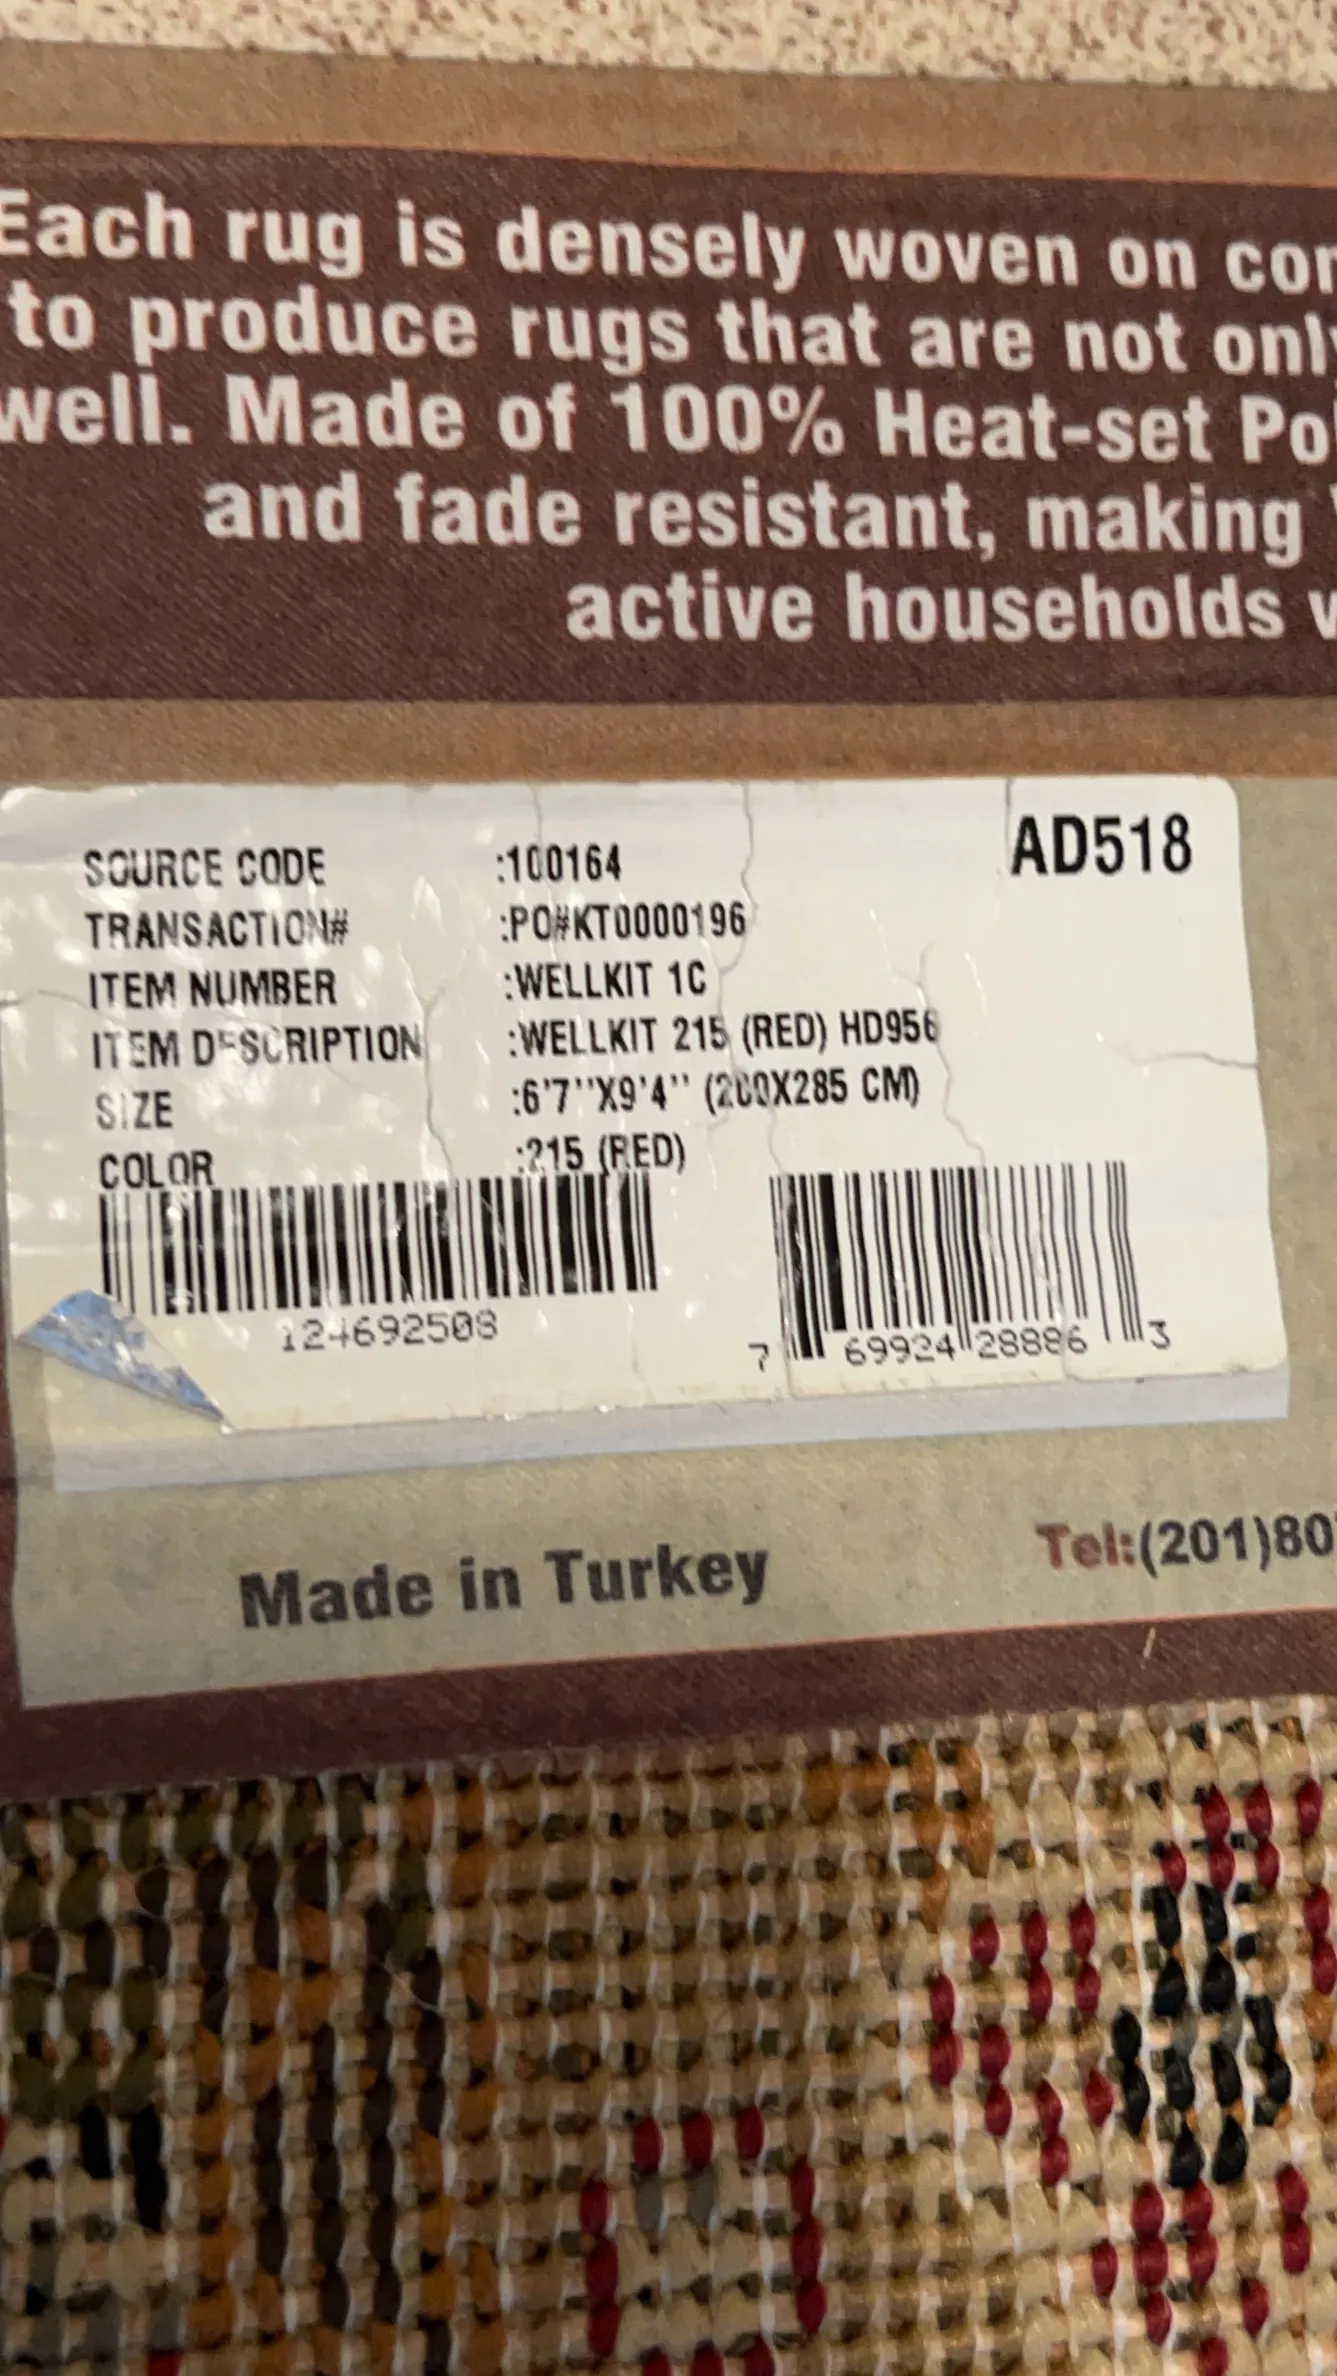 Each rug is densely woven on com
to produce rugs that are not only
well. Made of 100% Heat-set Po
and fade resistant, making
active households
AD518
SOURCE CODE :100164
TRANSACTION# :PO#KT0000196
ITEM NUMBER :WELLKIT 1C
ITEM DESCRIPTION :WELLKIT 215 (RED) HD956
SIZE :6'7''X9'4'' (200X285 CM)
COLOR :215 (RED)
124692508
7 69924 28886 3
Made in Turkey
Tel:(201)80